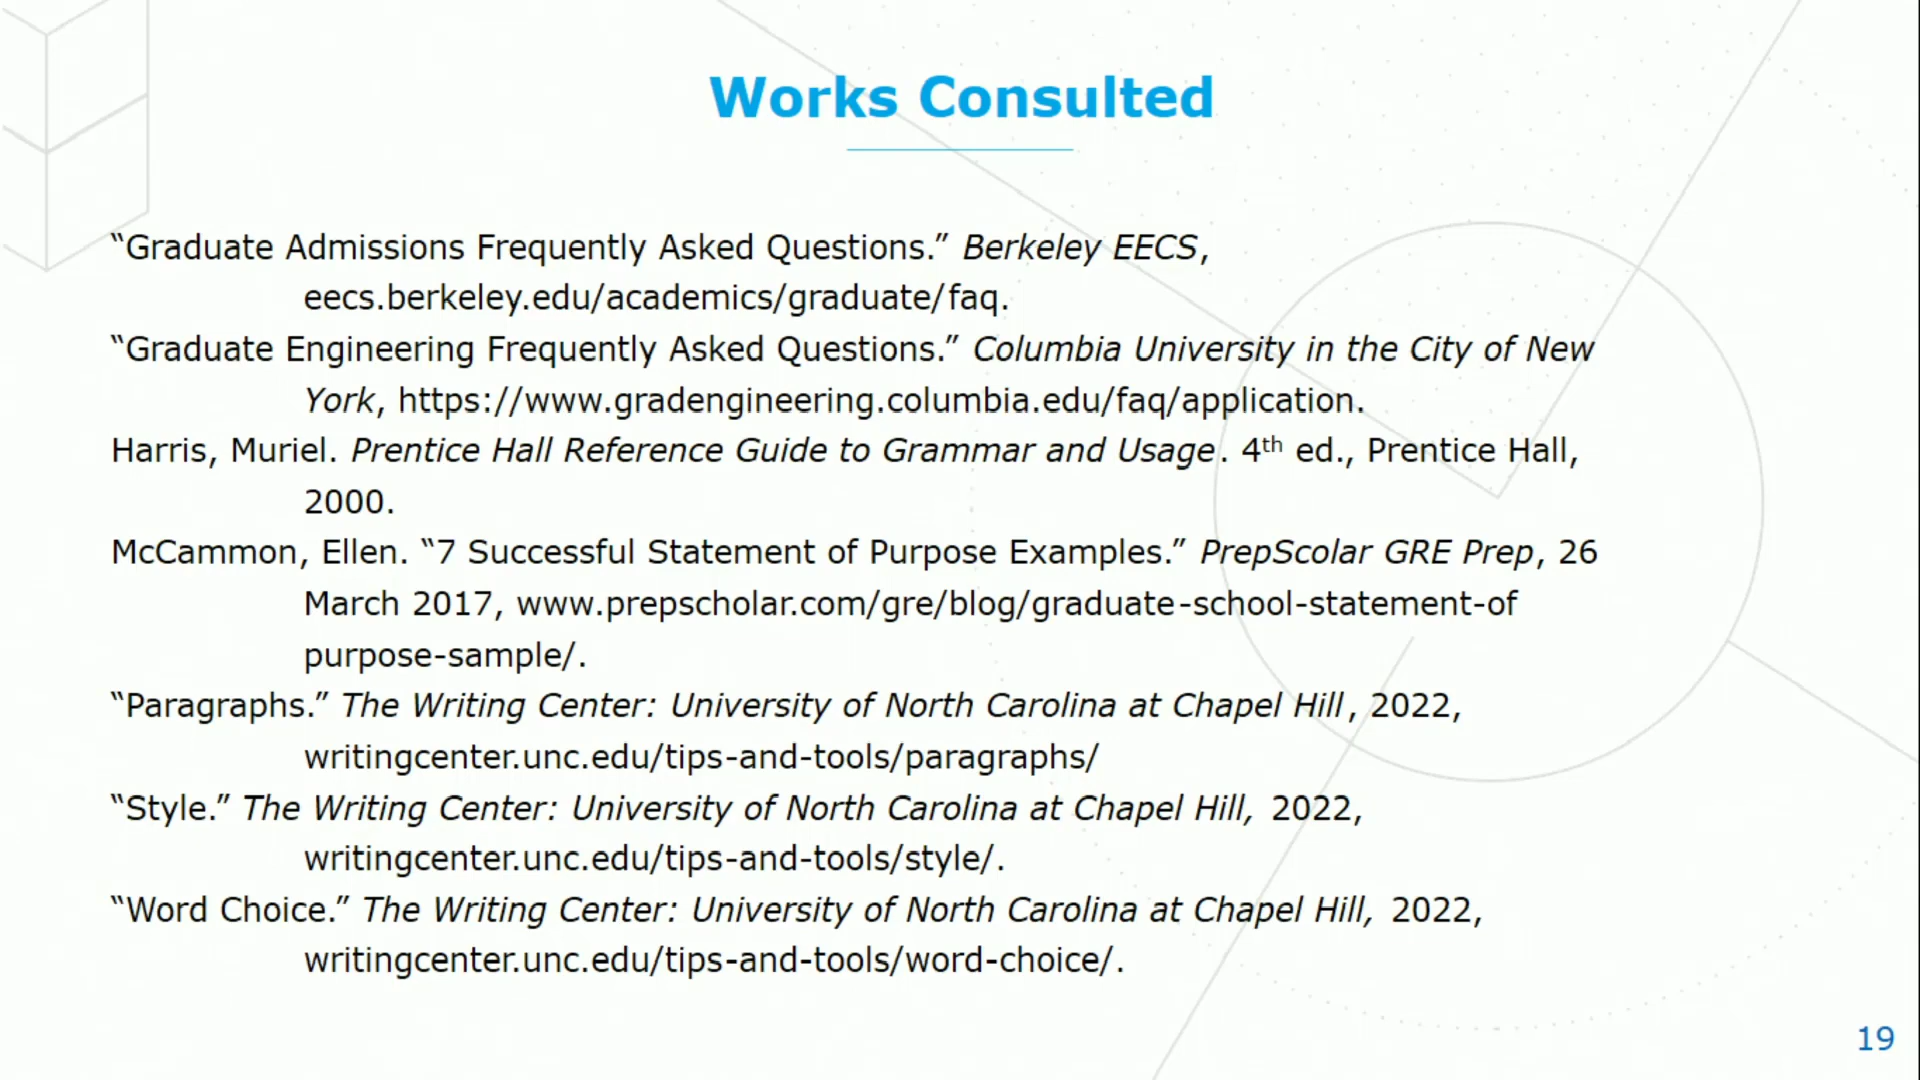 Works Consulted
“Graduate Admissions Frequently Asked Questions.” Berkeley EECS,
eecs.berkeley.edu/academics/graduate/faq.
“Graduate Engineering Frequently Asked Questions.” Columbia University in the City of New
York, https://www.gradengineering.columbia.edu/faq/application.
Harris, Muriel. Prentice Hall Reference Guide to Grammar and Usage. 4th ed., Prentice Hall,
2000.
McCammon, Ellen. “7 Successful Statement of Purpose Examples.” PrepScolar GRE Prep, 26
March 2017, www.prepscholar.com/gre/blog/graduate-school-statement-of
purpose-sample/.
“Paragraphs.” The Writing Center: University of North Carolina at Chapel Hill, 2022,
writingcenter.unc.edu/tips-and-tools/paragraphs/
“Style.” The Writing Center: University of North Carolina at Chapel Hill, 2022,
writingcenter.unc.edu/tips-and-tools/style/.
“Word Choice.” The Writing Center: University of North Carolina at Chapel Hill, 2022,
writingcenter.unc.edu/tips-and-tools/word-choice/.
19